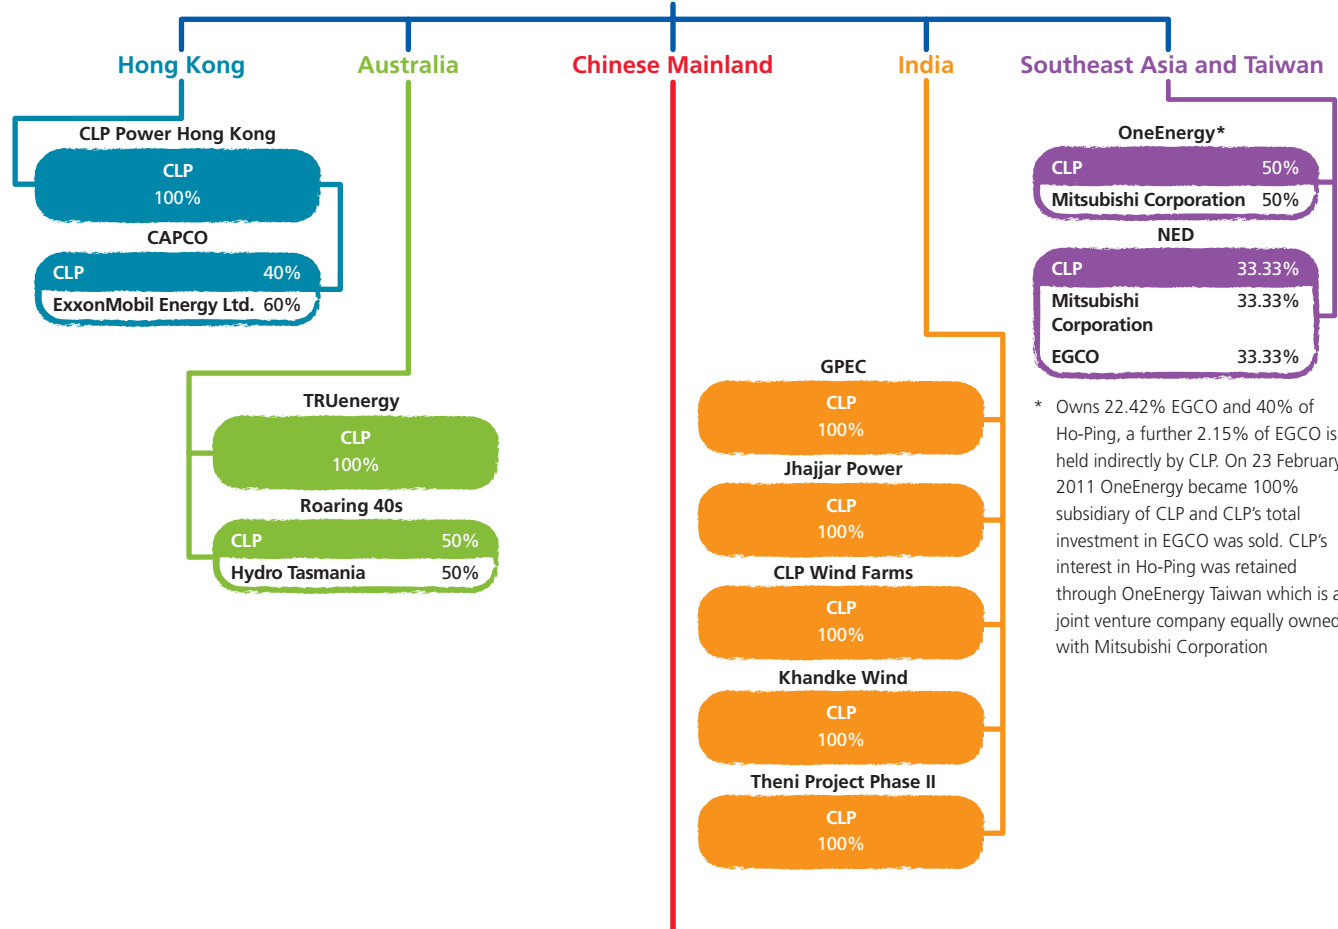 Hong Kong
Australia
Chinese Mainland
India
Southeast Asia and Taiwan
CLP Power Hong Kong
CLP
100%
CAPCO
CLP 40%
ExxonMobil Energy Ltd. 60%
TRUenergy
CLP
100%
Roaring 40s
CLP 50%
Hydro Tasmania 50%
GPEC
CLP
100%
Jhajjar Power
CLP
100%
CLP Wind Farms
CLP
100%
Khandke Wind
CLP
100%
Theni Project Phase II
CLP
100%
OneEnergy*
CLP 50%
Mitsubishi Corporation 50%
NED
CLP 33.33%
Mitsubishi 33.33%
Corporation
EGCO 33.33%
* Owns 22.42% EGCO and 40% of
Ho-Ping, a further 2.15% of EGCO is
held indirectly by CLP. On 23 February
2011 OneEnergy became 100%
subsidiary of CLP and CLP’s total
investment in EGCO was sold. CLP’s
interest in Ho-Ping was retained
through OneEnergy Taiwan which is a
joint venture company equally owned
with Mitsubishi Corporation